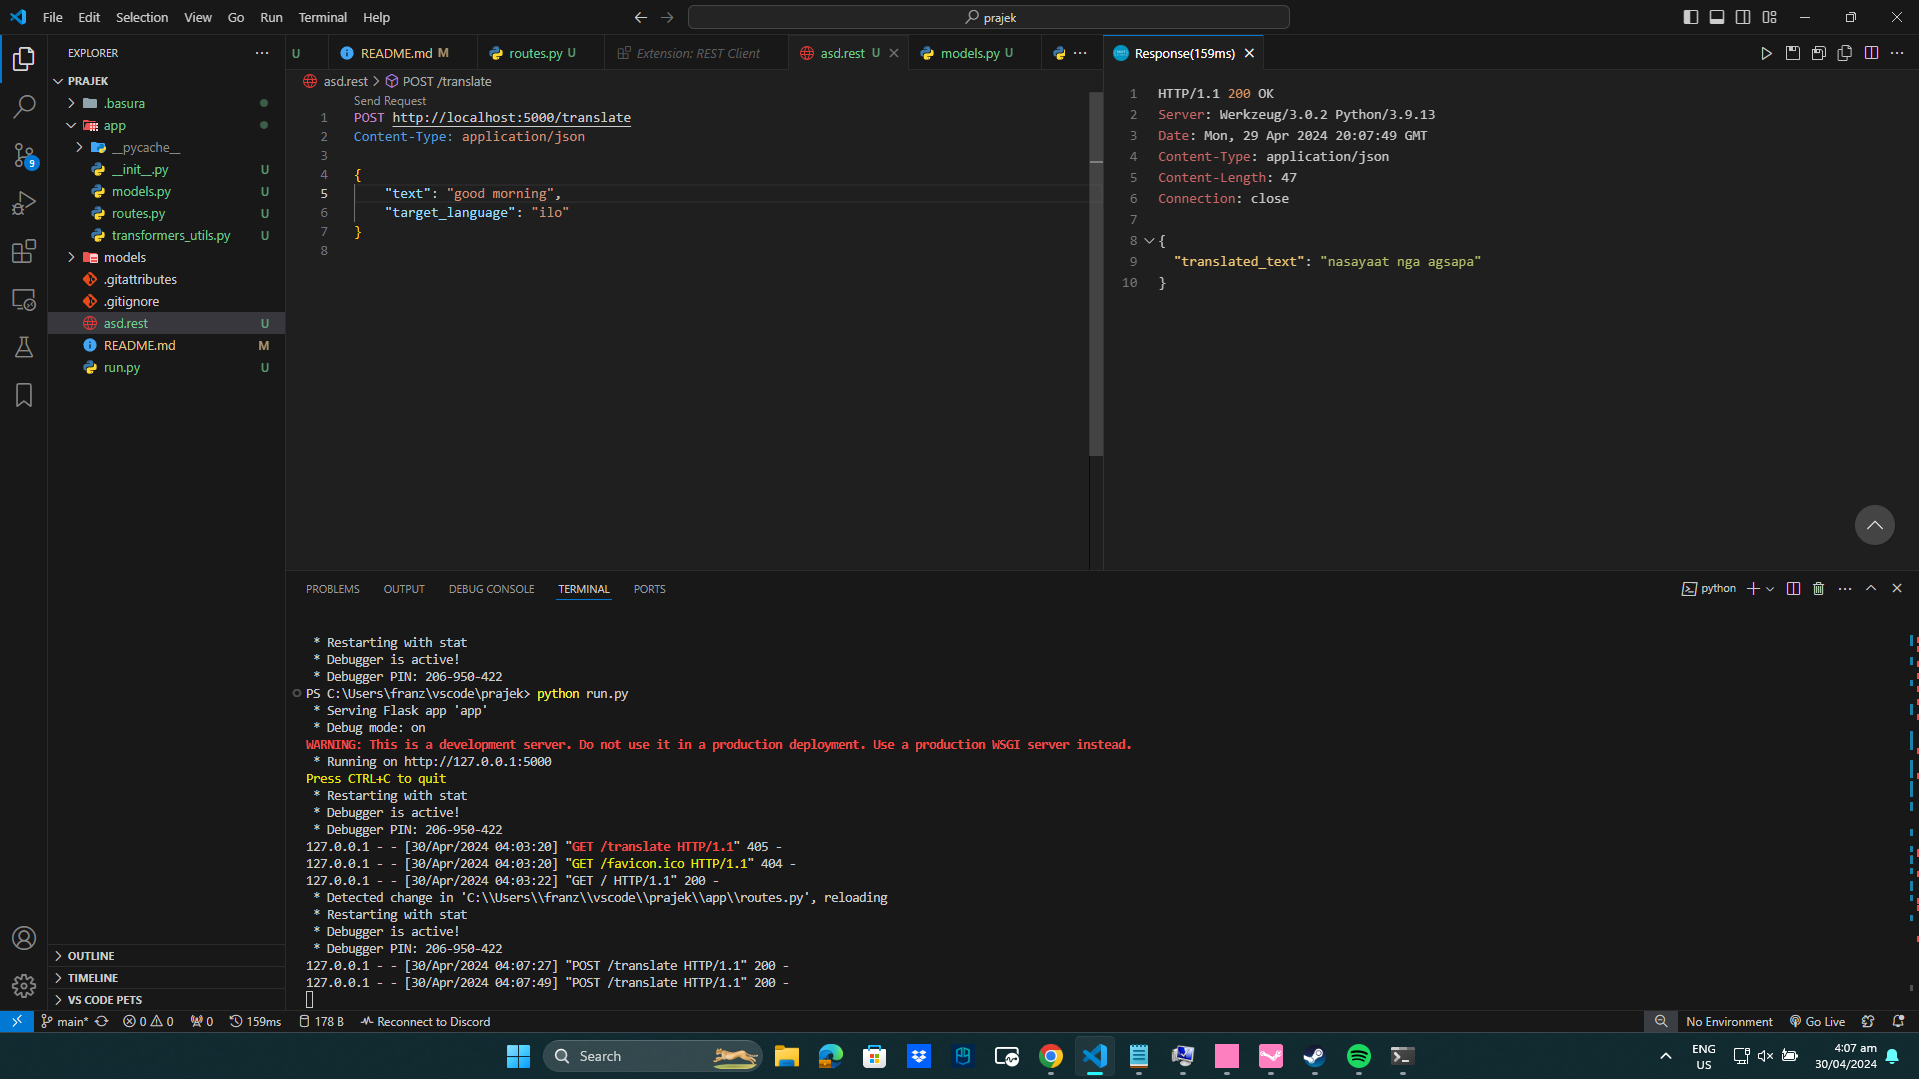 File Edit Selection View Go Run Terminal Help
prajek
EXPLORER
PRAJEK
.basura
app
__pycache__
__init__.py U
models.py U
routes.py U
transformers_utils.py U
models
.gitattributes
.gitignore
asd.rest U
README.md M
run.py U
OUTLINE
TIMELINE
VS CODE PETS
U README.md M routes.py U Extension: REST Client asd.rest U models.py U
asd.rest > POST /translate
Send Request
1 POST http://localhost:5000/translate
2 Content-Type: application/json
3
4 {
5 "text": "good morning",
6 "target_language": "ilo"
7 }
8
Response(159ms)
1 HTTP/1.1 200 OK
2 Server: Werkzeug/3.0.2 Python/3.9.13
3 Date: Mon, 29 Apr 2024 20:07:49 GMT
4 Content-Type: application/json
5 Content-Length: 47
6 Connection: close
7
8 {
9 "translated_text": "nasayaat nga agsapa"
10 }
PROBLEMS OUTPUT DEBUG CONSOLE TERMINAL PORTS
python
* Restarting with stat
* Debugger is active!
* Debugger PIN: 206-950-422
PS C:\Users\franz\vscode\prajek> python run.py
* Serving Flask app 'app'
* Debug mode: on
WARNING: This is a development server. Do not use it in a production deployment. Use a production WSGI server instead.
* Running on http://127.0.0.1:5000
Press CTRL+C to quit
* Restarting with stat
* Debugger is active!
* Debugger PIN: 206-950-422
127.0.0.1 - - [30/Apr/2024 04:03:20] "GET /translate HTTP/1.1" 405 -
127.0.0.1 - - [30/Apr/2024 04:03:20] "GET /favicon.ico HTTP/1.1" 404 -
127.0.0.1 - - [30/Apr/2024 04:03:22] "GET / HTTP/1.1" 200 -
* Detected change in 'C:\\Users\\franz\\vscode\\prajek\\app\\routes.py', reloading
* Restarting with stat
* Debugger is active!
* Debugger PIN: 206-950-422
127.0.0.1 - - [30/Apr/2024 04:07:27] "POST /translate HTTP/1.1" 200 -
127.0.0.1 - - [30/Apr/2024 04:07:49] "POST /translate HTTP/1.1" 200 -
9
main* 0 0 0 159ms 178 B Reconnect to Discord
No Environment Go Live
Search
ENG
US
4:07 am
30/04/2024